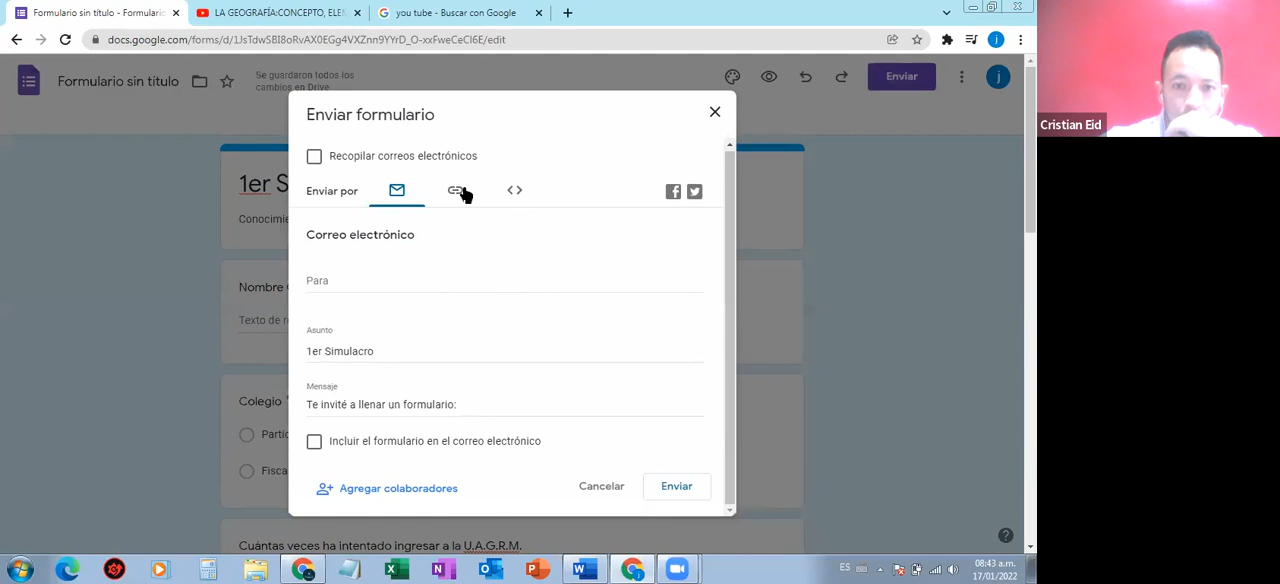 Formulario sin título - Formulario
LA GEOGRAFÍA:CONCEPTO, ELEM
you tube - Buscar con Google
docs.google.com/forms/d/1JsTdwSBI8oRvAX0EGg4VXZnn9YYrD_O-xxFweCeCl6E/edit
Formulario sin título
Se guardaron todos los
cambios en Drive
Enviar
j
Enviar formulario
Recopilar correos electrónicos
Enviar por
Correo electrónico
Para
Asunto
1er Simulacro
Mensaje
Te invité a llenar un formulario:
Incluir el formulario en el correo electrónico
Agregar colaboradores
Cancelar
Enviar
1er S
Conocimie
Nombre
Texto de r
Colegio
Partic
Fisca
Cuántas veces ha intentado ingresar a la U.A.G.R.M.
Cristian Eid
ES
08:43 a.m.
17/01/2022